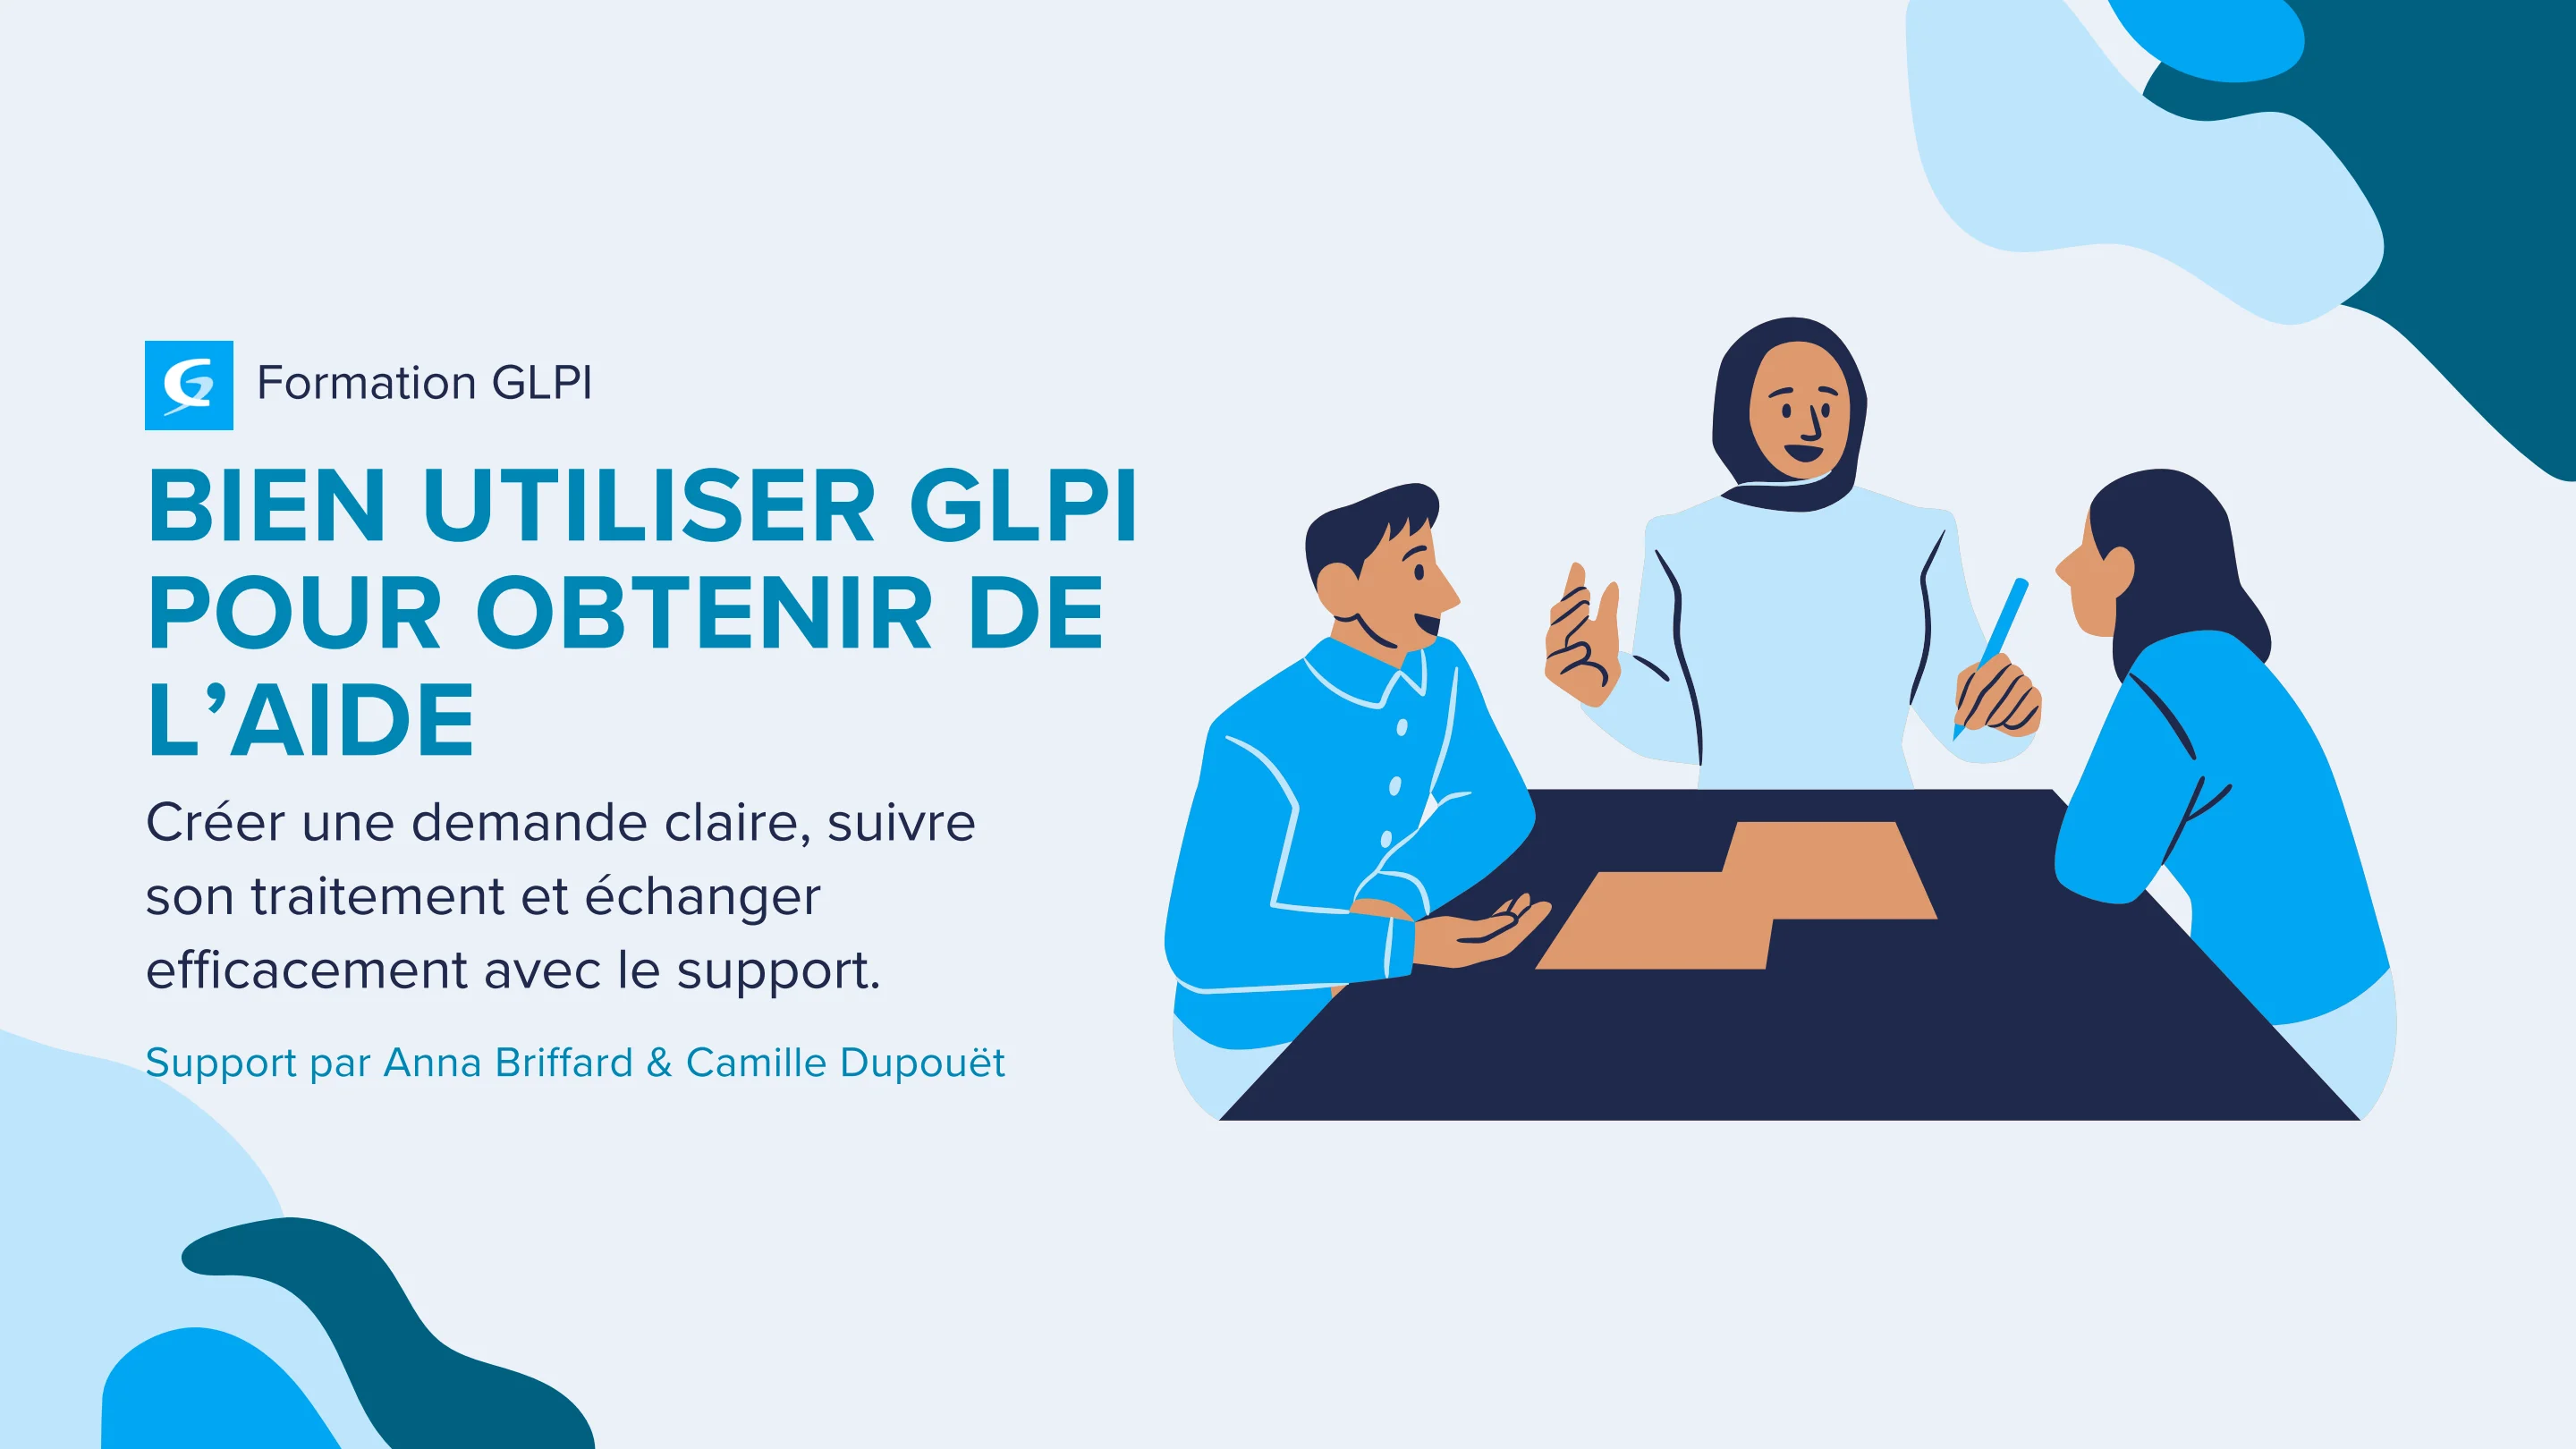 Formation GLPI
BIEN UTILISER GLPI
POUR OBTENIR DE
L’AIDE
Créer une demande claire, suivre
son traitement et échanger
efficacement avec le support.
Support par Anna Briffard & Camille Dupouët